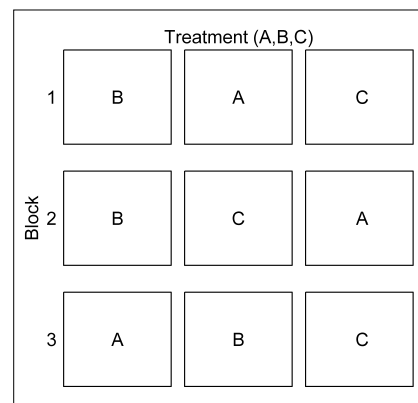 Treatment (A,B,C)
1 B A C
Block
2 B C A
3 A B C